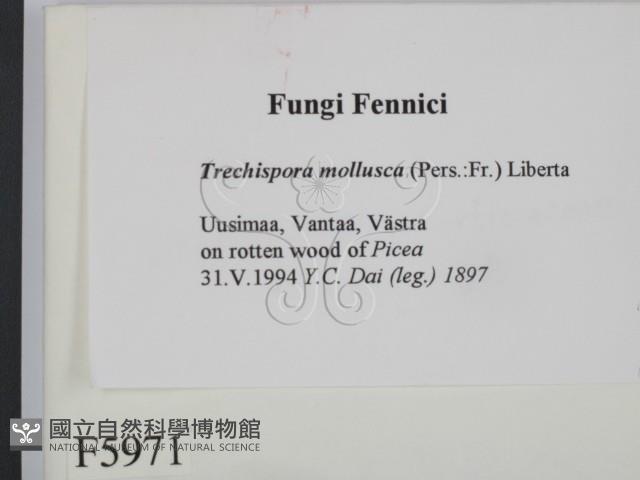 Fungi Fennici
Trechispora mollusca (Pers.:Fr.) Liberta
Uusimaa, Vantaa, Västra
on rotten wood of Picea
31.V.1994 Y.C. Dai (leg.) 1897
國立自然科學博物館
NATIONAL MUSEUM OF NATURAL SCIENCE
F5971